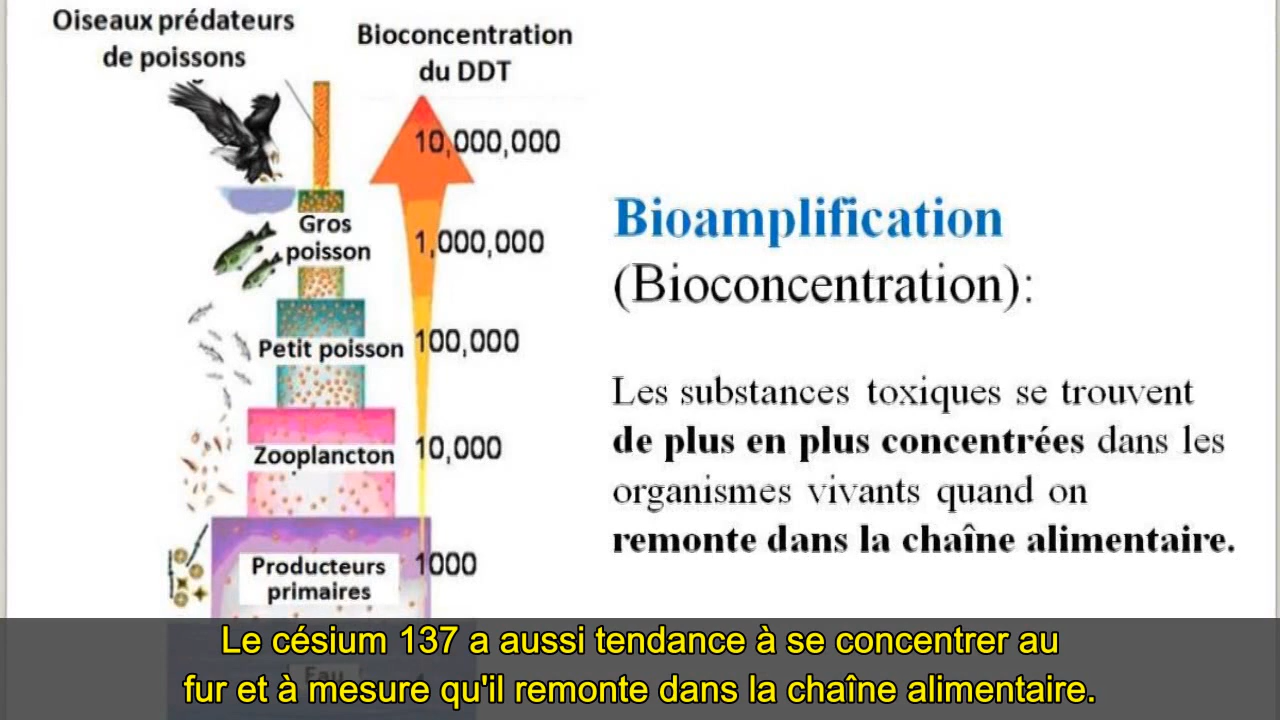 Oiseaux prédateurs
de poissons
Bioconcentration
du DDT
10,000,000
Gros
poisson
1,000,000
Petit poisson
100,000
Zooplancton
10,000
Producteurs
primaires
1000
Eau
1
Bioamplification
(Bioconcentration):
Les substances toxiques se trouvent
de plus en plus concentrées dans les
organismes vivants quand on
remonte dans la chaîne alimentaire.
Le césium 137 a aussi tendance à se concentrer au
fur et à mesure qu'il remonte dans la chaîne alimentaire.